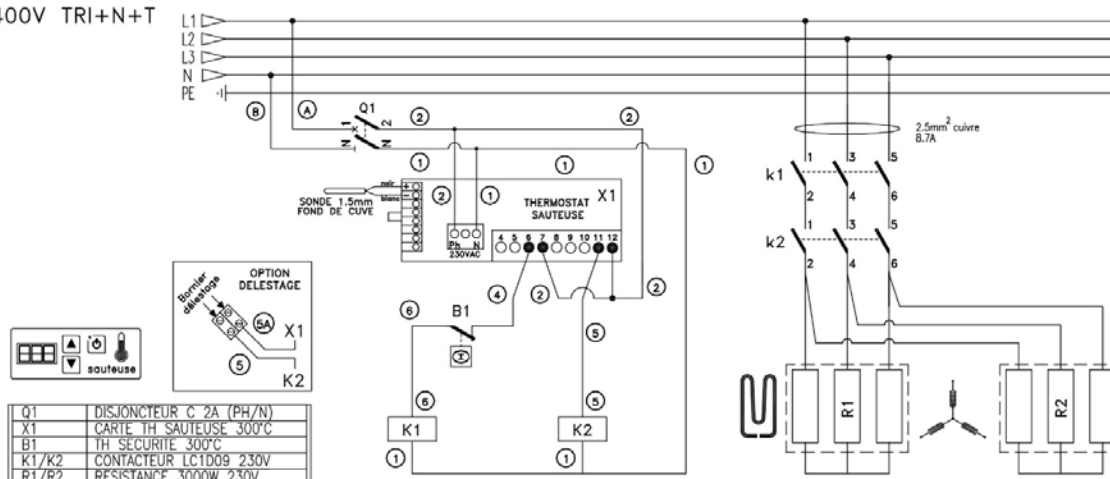 400V TRI+N+T
L1
L2
L3
N
PE
B
A
Q1
1
2
N
N
2
2
1
1
1
2.5mm² cuivre
8.7A
k1
1 3 5
2 4 6
k2
1 3 5
2 4 6
noir
blanc
+
-
SONDE 1.5mm
FOND DE CUVE
2
1
THERMOSTAT
SAUTEUSE
X1
Ph N
230VAC
4 5 6 7 8 9 10 11 12
4
2
2
6
B1
5
OPTION
DELESTAGE
Bornier
délestage
5A
X1
5
K2
sauteuse
6
K1
1
5
K2
1
R1
R2
Q1 DISJONCTEUR C 2A (PH/N)
X1 CARTE TH SAUTEUSE 300°C
B1 TH SECURITE 300°C
K1/K2 CONTACTEUR LC1D09 230V
R1/R2 RESISTANCE 3000W 230V